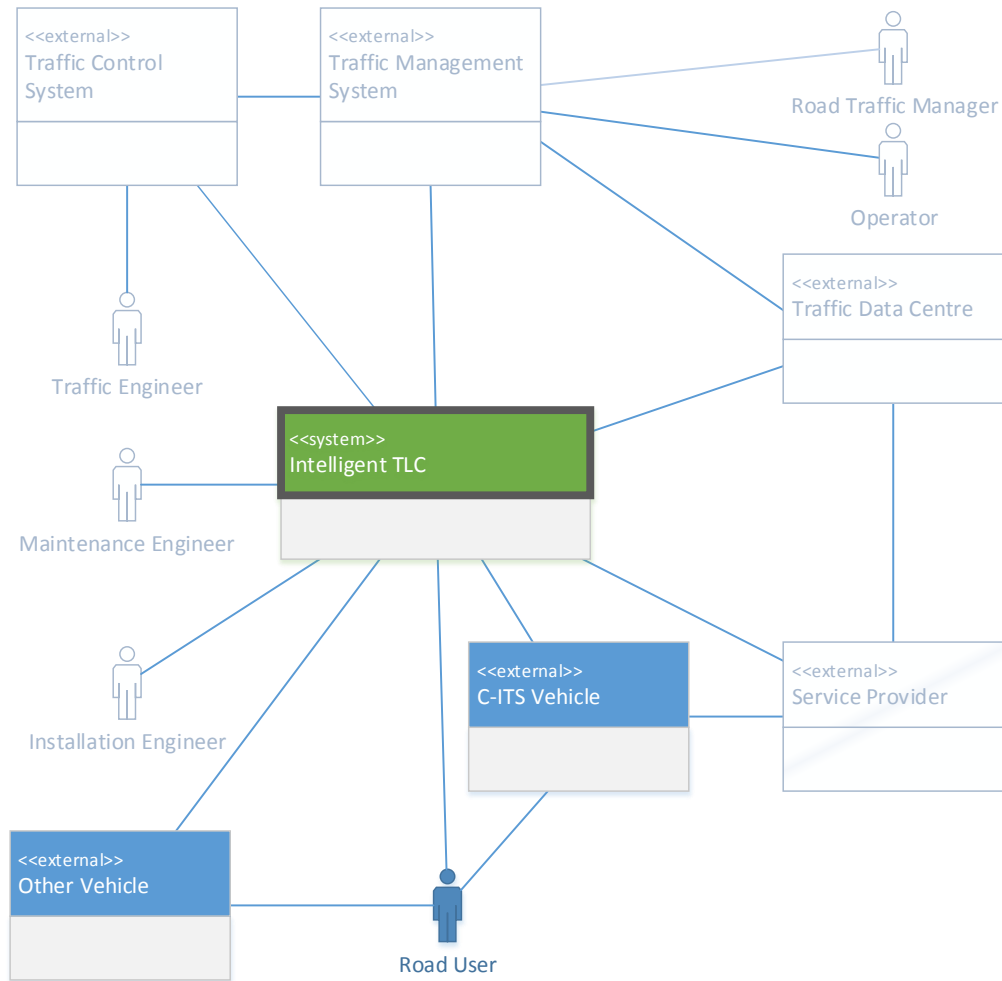 <<external>>
Traffic Control
System
<<external>>
Traffic Management
System
Road Traffic Manager
Operator
<<external>>
Traffic Data Centre
Traffic Engineer
<<system>>
Intelligent TLC
Maintenance Engineer
<<external>>
C-ITS Vehicle
<<external>>
Service Provider
Installation Engineer
<<external>>
Other Vehicle
Road User